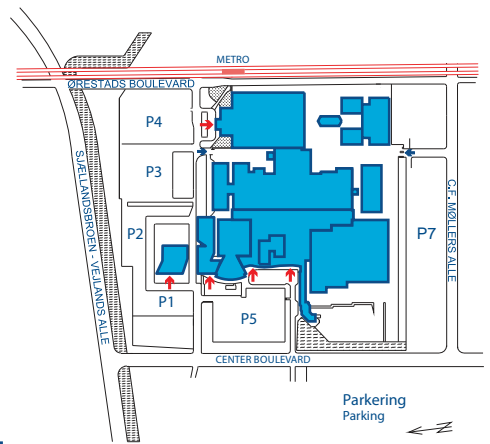 METRO
ØRESTADS BOULEVARD
P4
P3
SJÆLLANDSBROEN - VEJLANDS ALLE
C.F. MØLLERS ALLE
P2
P7
P1
P5
CENTER BOULEVARD
Parkering
Parking